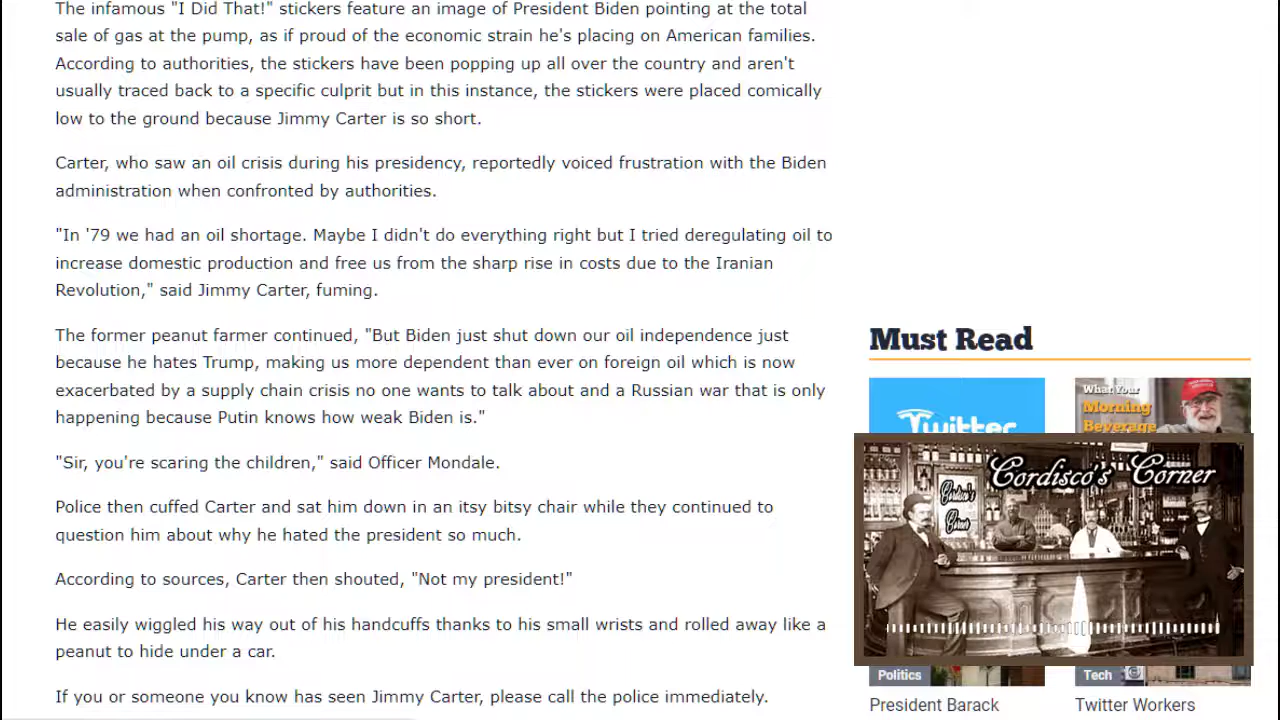 The infamous "I Did That!" stickers feature an image of President Biden pointing at the total
sale of gas at the pump, as if proud of the economic strain he's placing on American families.
According to authorities, the stickers have been popping up all over the country and aren't
usually traced back to a specific culprit but in this instance, the stickers were placed comically
low to the ground because Jimmy Carter is so short.
Carter, who saw an oil crisis during his presidency, reportedly voiced frustration with the Biden
administration when confronted by authorities.
"In '79 we had an oil shortage. Maybe I didn't do everything right but I tried deregulating oil to
increase domestic production and free us from the sharp rise in costs due to the Iranian
Revolution," said Jimmy Carter, fuming.
The former peanut farmer continued, "But Biden just shut down our oil independence just
because he hates Trump, making us more dependent than ever on foreign oil which is now
exacerbated by a supply chain crisis no one wants to talk about and a Russian war that is only
happening because Putin knows how weak Biden is."
"Sir, you're scaring the children," said Officer Mondale.
Police then cuffed Carter and sat him down in an itsy bitsy chair while they continued to
question him about why he hated the president so much.
According to sources, Carter then shouted, "Not my president!"
He easily wiggled his way out of his handcuffs thanks to his small wrists and rolled away like a
peanut to hide under a car.
If you or someone you know has seen Jimmy Carter, please call the police immediately.
Must Read
Twitter
What Your
Morning
Beverage
Cordisco's Corner
Cordisco's
Corner
Politics
Tech
President Barack
Twitter Workers